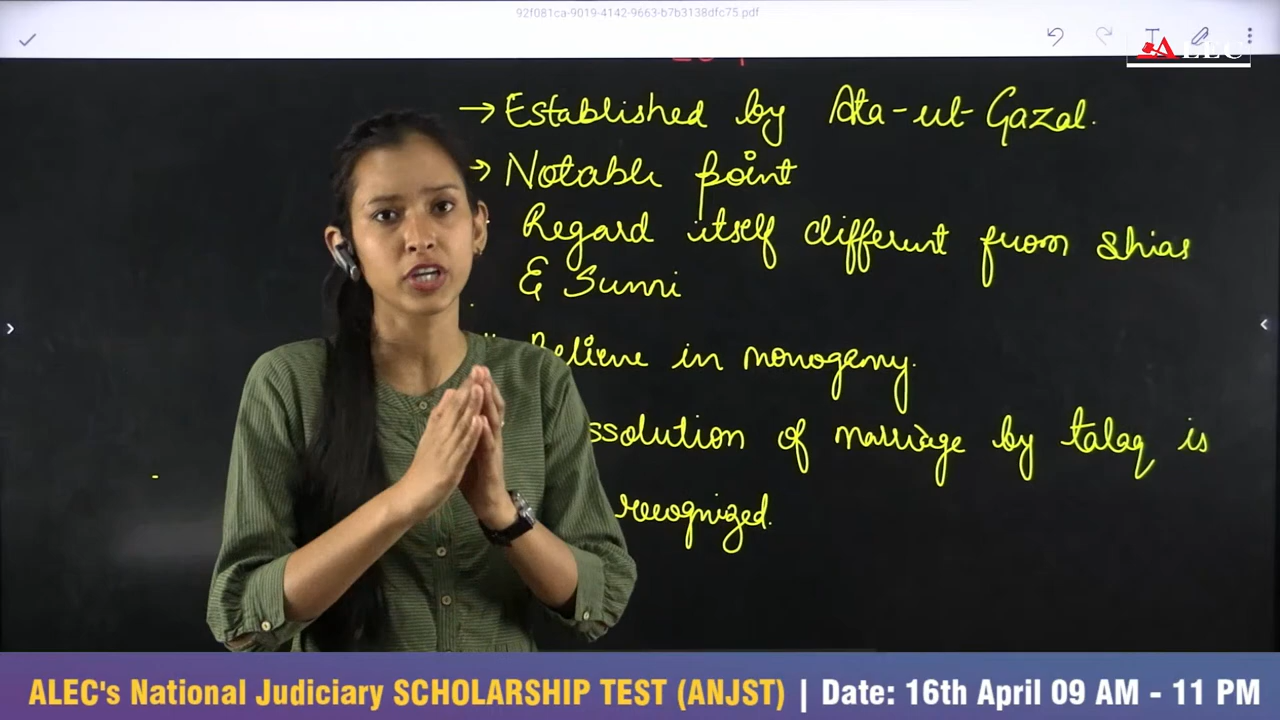 92f081ca-9019-4142-9663-b7b3138dfc75.pdf
ALEC
→ Established by Ata-ul-Gazal.
→ Notable point
Regard itself different from Shias
& Sunni
Believe in monogemy.
ssolution of marriage by talaq is
recognized.
ALEC's National Judiciary SCHOLARSHIP TEST (ANJST) | Date: 16th April 09 AM - 11 PM